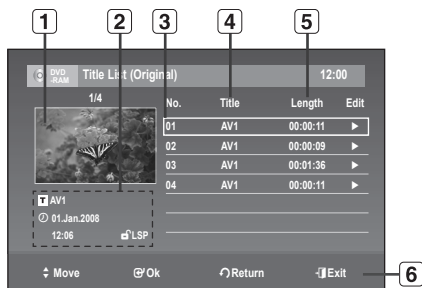 1 2 3 4 5
DVD -RAM Title List (Original) 12:00
1/4
No. Title Length Edit
01 AV1 00:00:11 ►
02 AV1 00:00:09 ►
03 AV1 00:01:36 ►
04 AV1 00:00:11 ►
T AV1
01.Jan.2008
12:06 LSP
Move Ok Return Exit 6